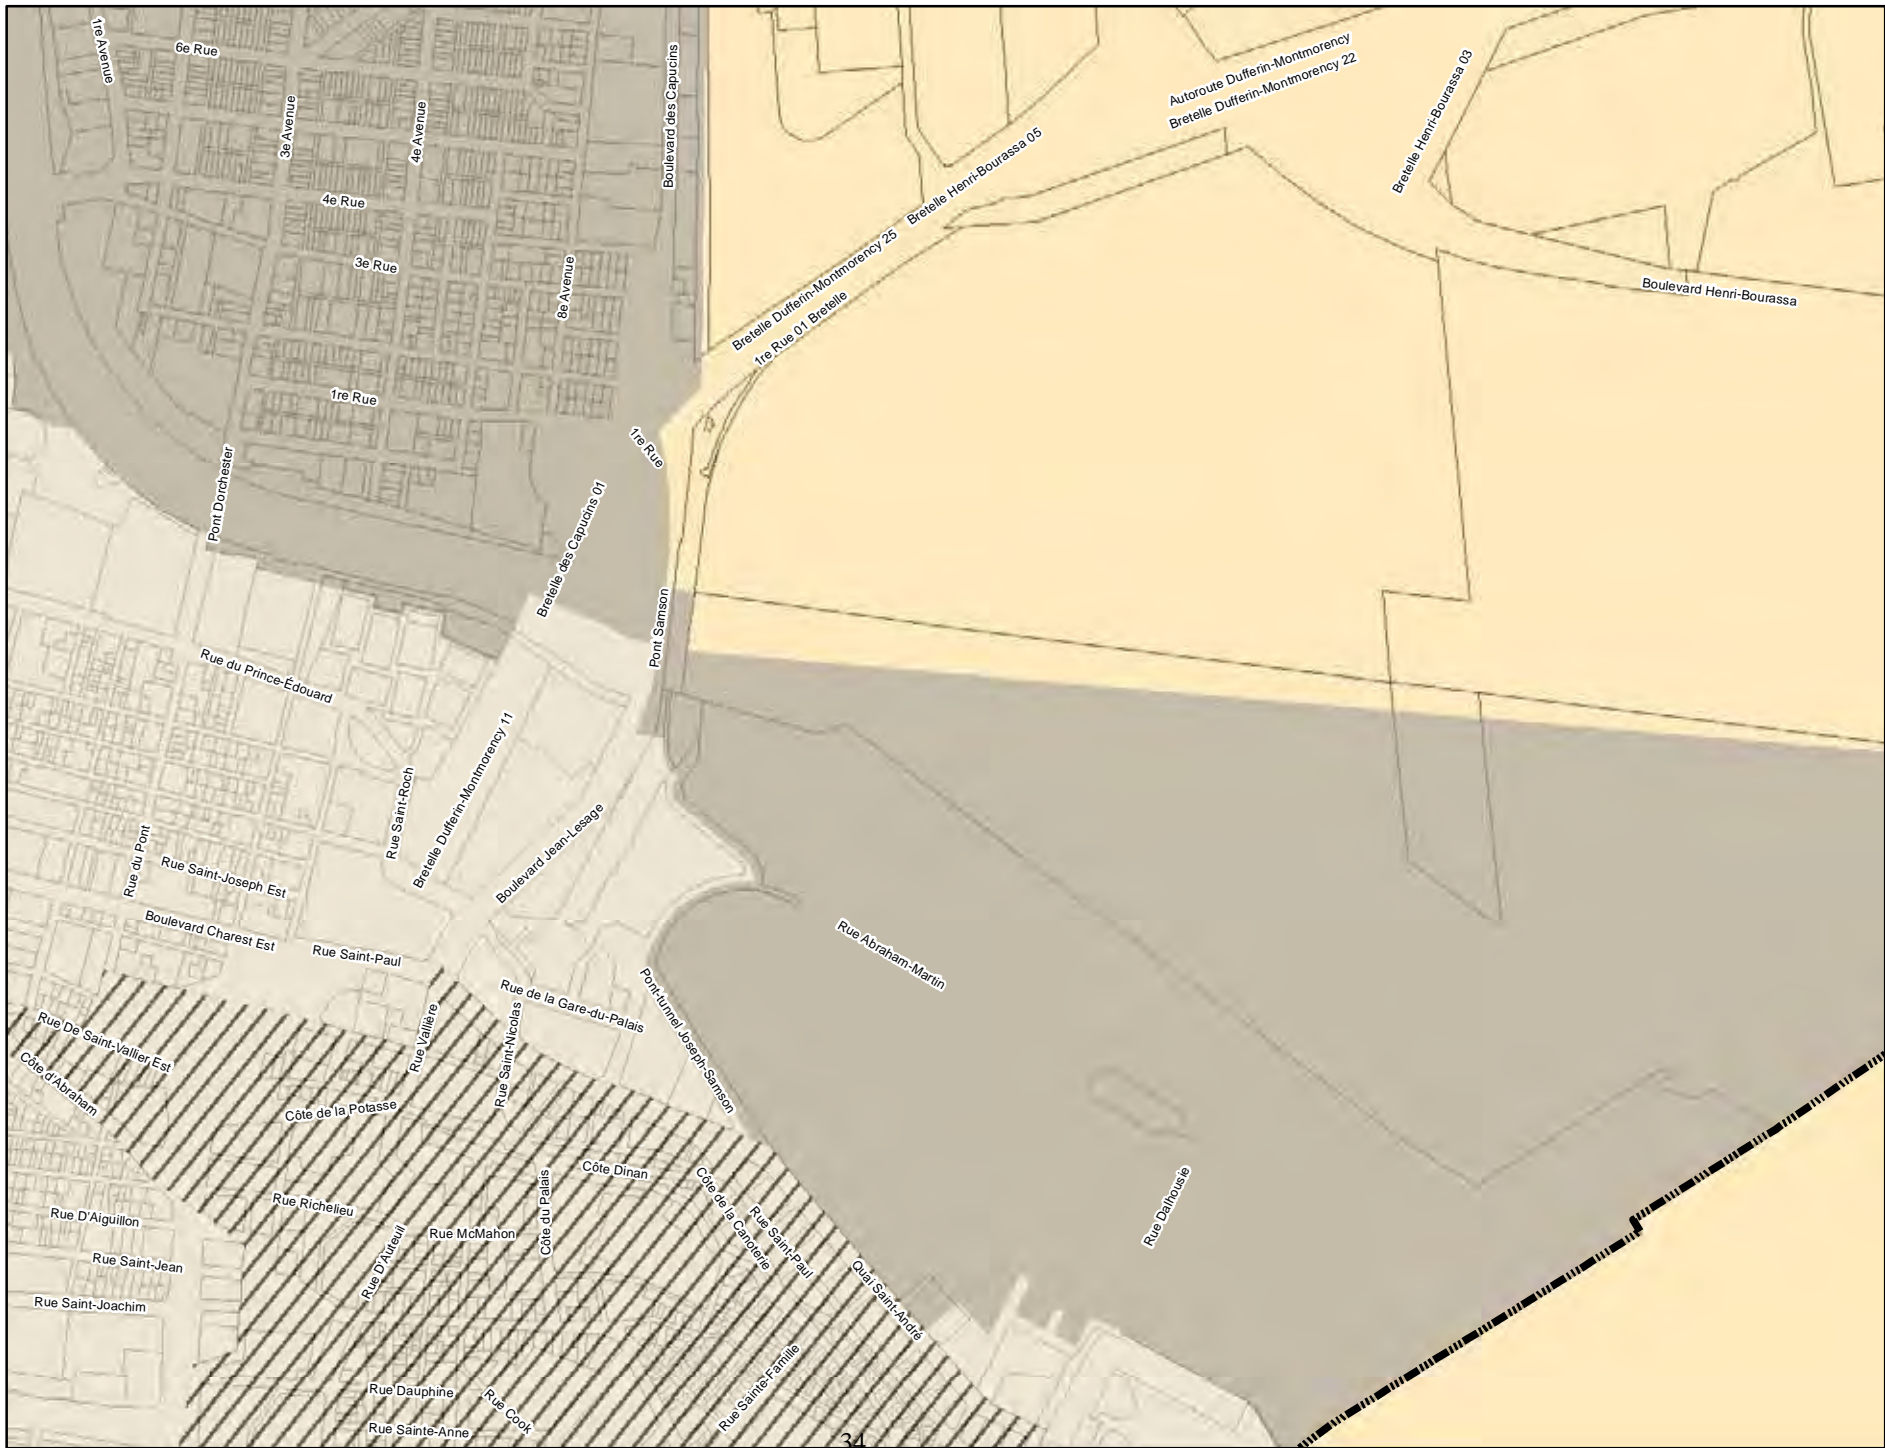 1re Avenue
6e Rue
3e Avenue
4e Avenue
Boulevard des Capucins
Autoroute Dufferin-Montmorency
Bretelle Dufferin-Montmorency 22
Bretelle Henri-Bourassa 03
Bretelle Henri-Bourassa 05
4e Rue
3e Rue
8e Avenue
Bretelle Dufferin-Montmorency 25
1re Rue 01 Bretelle
Boulevard Henri-Bourassa
1re Rue
1re Rue
Pont Dorchester
Bretelle des Capucins 01
Pont Samson
Rue du Prince-Édouard
Rue Saint-Roch
Bretelle Dufferin-Montmorency 11
Boulevard Jean-Lesage
Rue du Pont
Rue Saint-Joseph Est
Boulevard Charest Est
Rue Saint-Paul
Rue Abraham-Martin
Rue de la Gare-du-Palais
Pont-tunnel Joseph-Samson
Rue Vallière
Rue Saint-Nicolas
Rue De Saint-Vallier Est
Côte d'Abraham
Côte de la Potasse
Côte Dinan
Côte du Palais
Côte de la Canoterie
Rue Saint-Paul
Rue Dalhousie
Rue Richelieu
Rue D'Aiguillon
Rue McMahon
Rue D'Auteuil
Rue Saint-Jean
Quai Saint-André
Rue Saint-Joachim
Rue Sainte-Famille
Rue Dauphine
Rue Cook
Rue Sainte-Anne
34